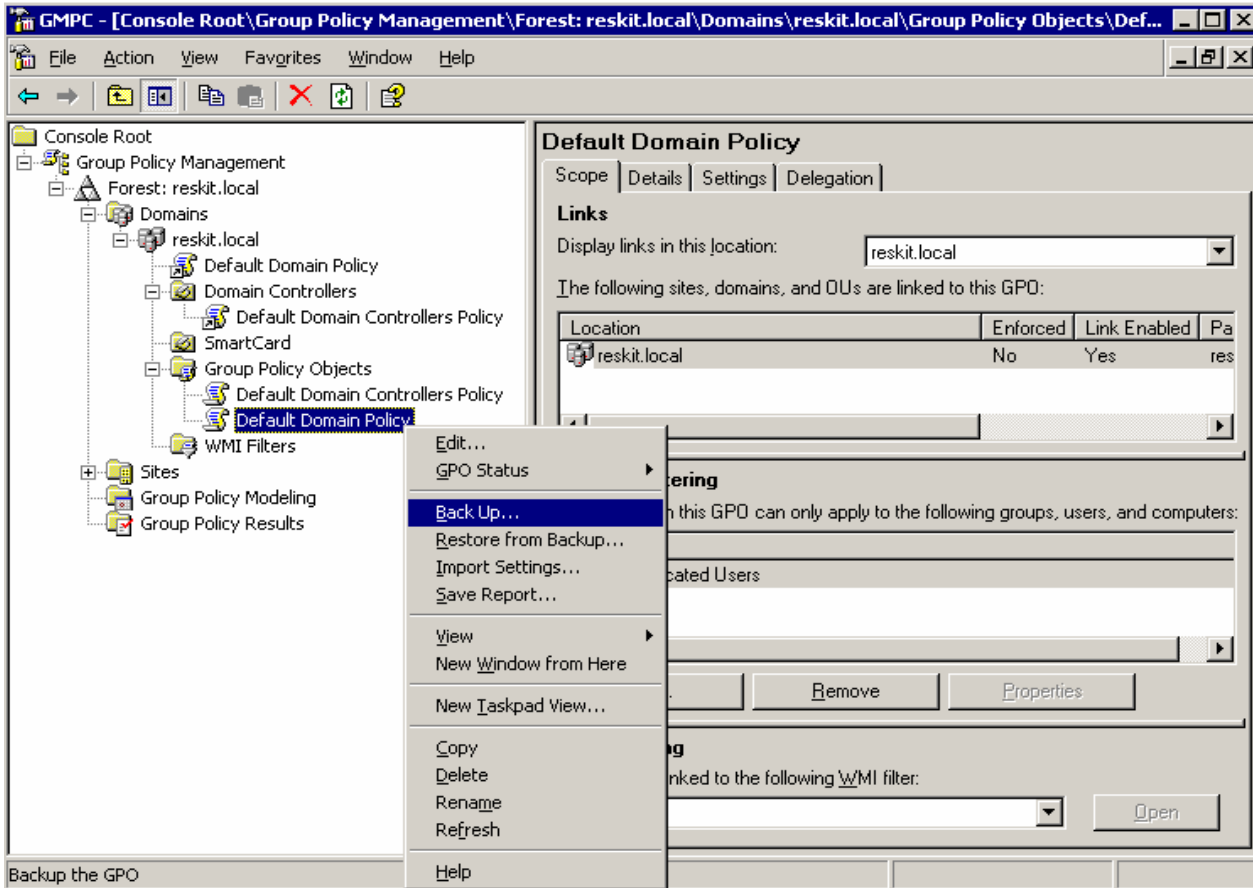 GMPC - [Console Root\Group Policy Management\Forest: reskit.local\Domains\reskit.local\Group Policy Objects\Def...
File Action View Favorites Window Help
Console Root
Group Policy Management
Forest: reskit.local
Domains
reskit.local
Default Domain Policy
Domain Controllers
Default Domain Controllers Policy
SmartCard
Group Policy Objects
Default Domain Controllers Policy
Default Domain Policy
WMI Filters
Sites
Group Policy Modeling
Group Policy Results
Default Domain Policy
Scope Details Settings Delegation
Links
Display links in this location: reskit.local
The following sites, domains, and OUs are linked to this GPO:
Location Enforced Link Enabled Pa
reskit.local No Yes res
tering
n this GPO can only apply to the following groups, users, and computers:
cated Users
. Remove Properties
ng
nked to the following WMI filter:
Open
Edit...
GPO Status
Back Up...
Restore from Backup...
Import Settings...
Save Report...
View
New Window from Here
New Taskpad View...
Copy
Delete
Rename
Refresh
Help
Backup the GPO